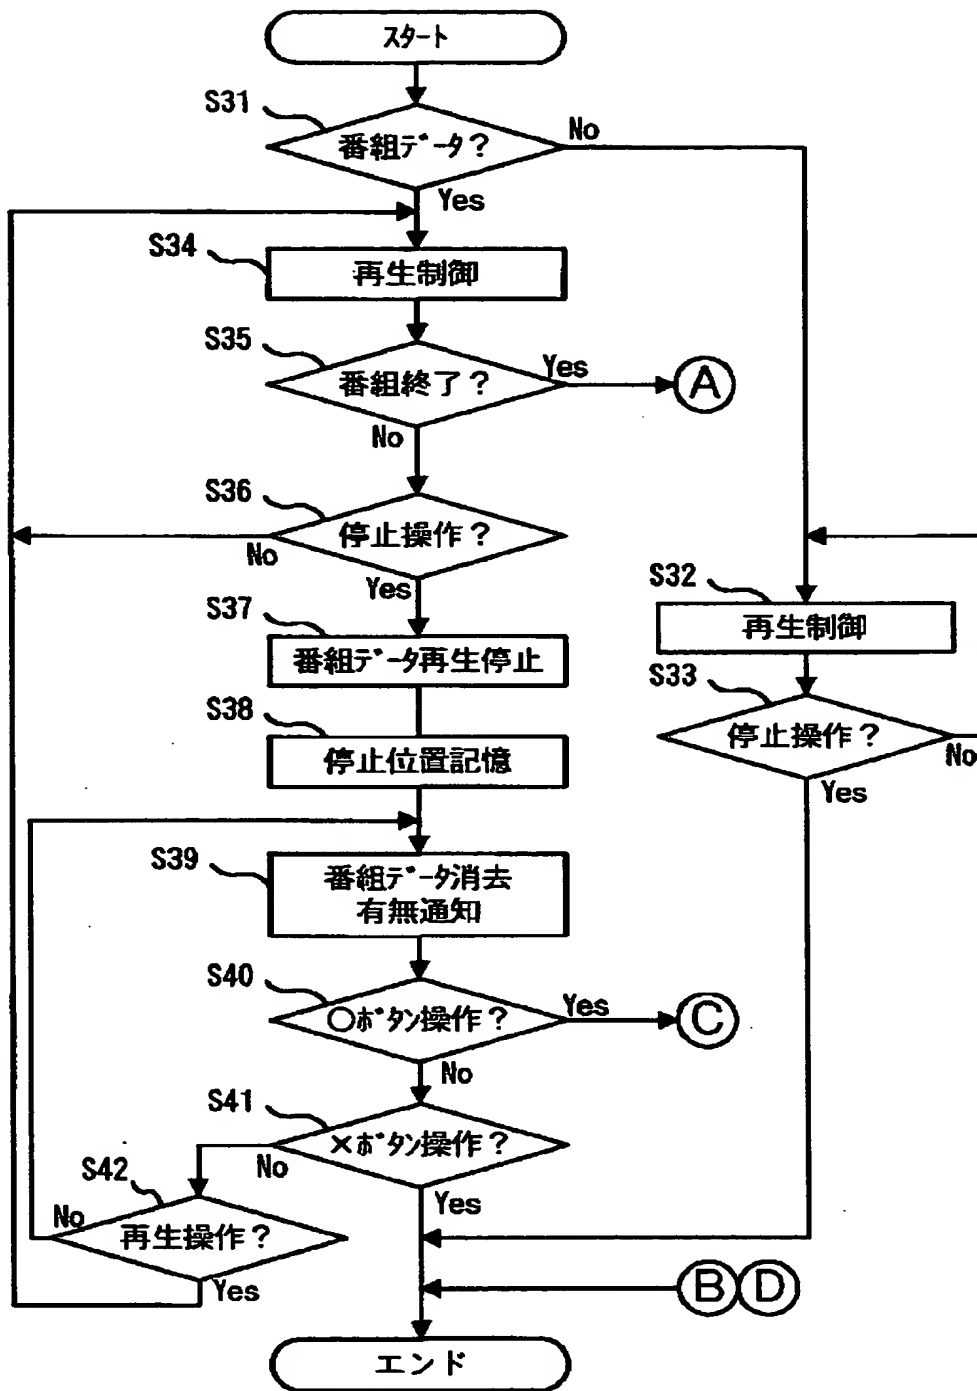 スタート
S31
番組データ?
No
Yes
S34
再生制御
S35
番組終了?
Yes
A
No
S36
停止操作?
No
Yes
S32
再生制御
S37
番組データ再生停止
S33
停止操作?
No
Yes
S38
停止位置記憶
S39
番組データ消去
有無通知
S40
○ボタン操作?
Yes
C
No
S41
×ボタン操作?
No
Yes
S42
再生操作?
No
Yes
B D
エンド